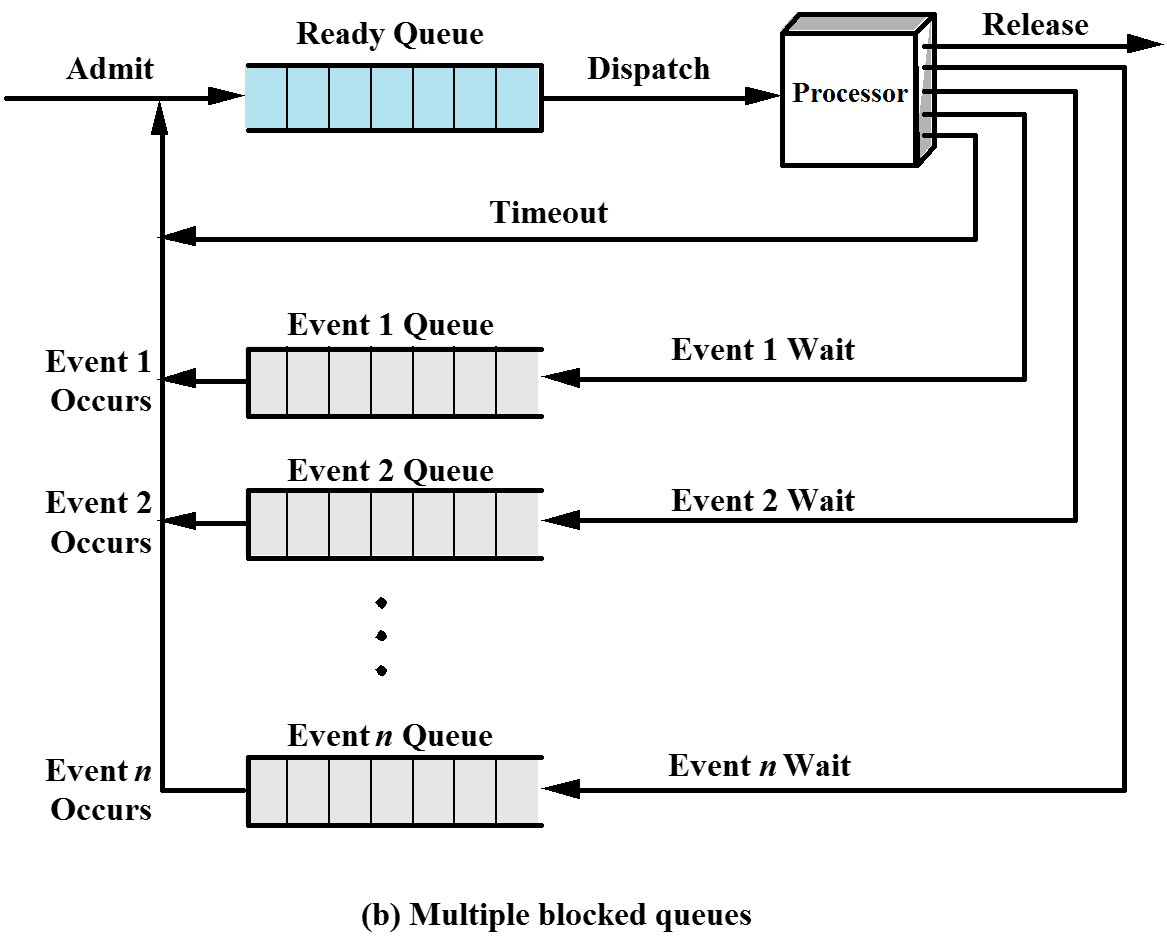 Ready Queue
Release
Admit
Dispatch
Processor
Timeout
Event 1 Queue
Event 1 Wait
Event 1
Occurs
Event 2 Queue
Event 2 Wait
Event 2
Occurs
Event n Queue
Event n Wait
Event n
Occurs
(b) Multiple blocked queues